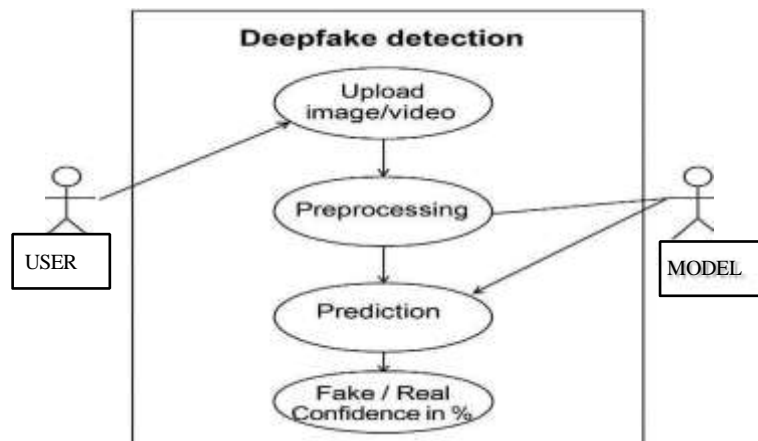 Deepfake detection
Upload
image/video
Preprocessing
USER
MODEL
Prediction
Fake / Real
Confidence in %